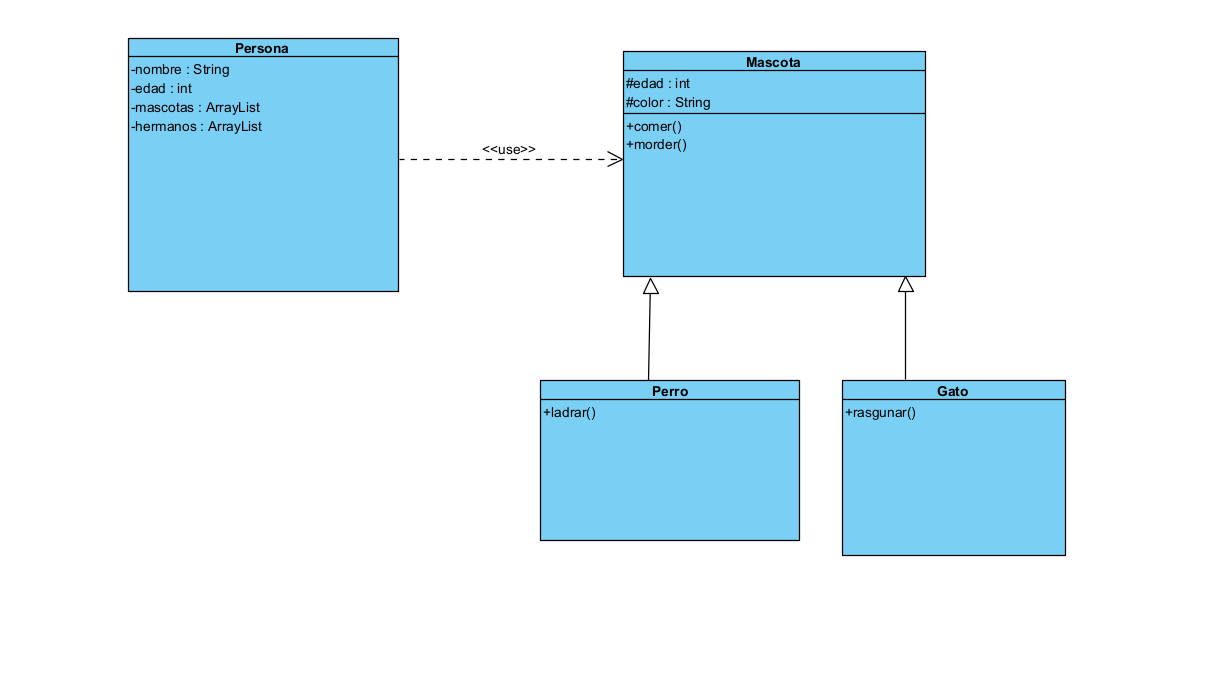 Persona
-nombre : String
-edad : int
-mascotas : ArrayList
-hermanos : ArrayList
<<use>>
Mascota
#edad : int
#color : String
+comer()
+morder()
Perro
+ladrar()
Gato
+rasgunar()